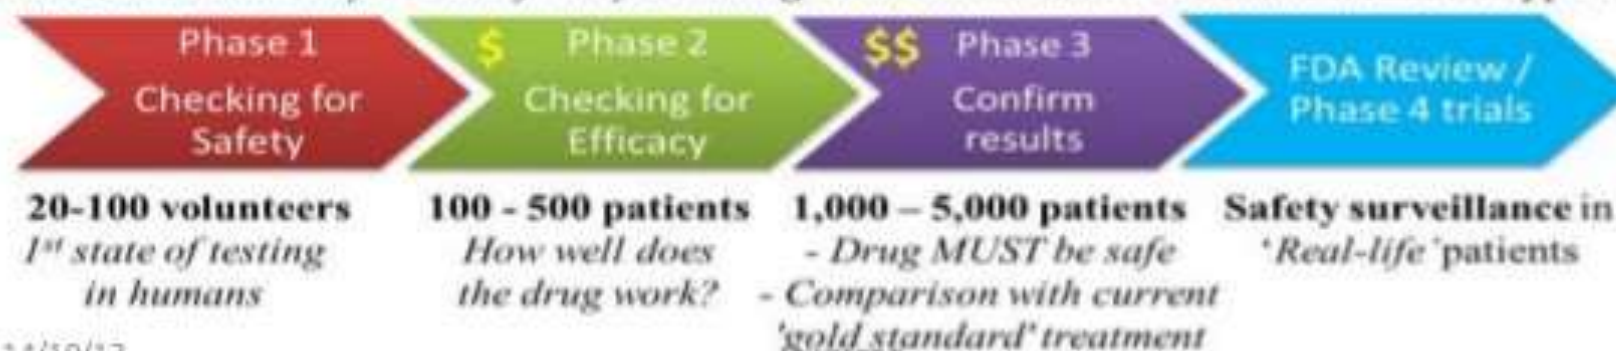 Phase 1
Checking for
Safety
$ Phase 2
Checking for
Efficacy
$$ Phase 3
Confirm
results
FDA Review /
Phase 4 trials
20-100 volunteers
1st state of testing
in humans
100 - 500 patients
How well does
the drug work?
1,000 – 5,000 patients
- Drug MUST be safe
- Comparison with current
'gold standard' treatment
Safety surveillance in
'Real-life' patients